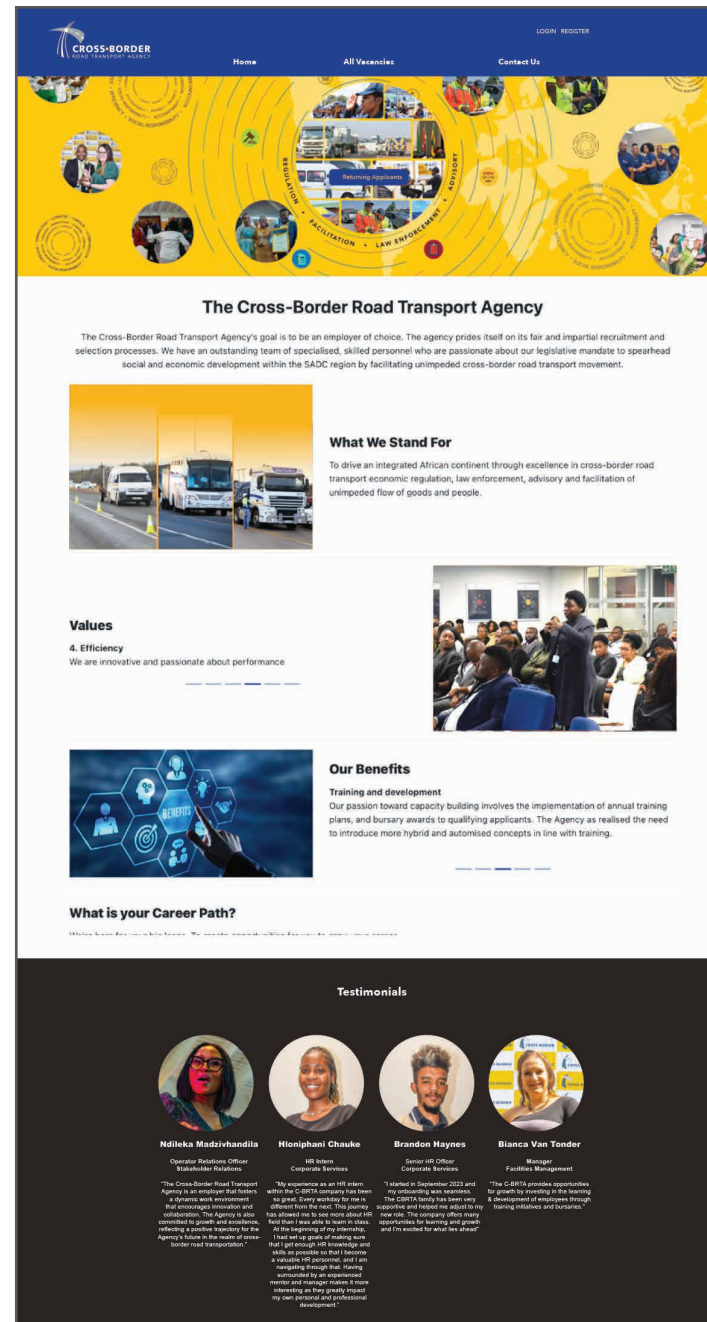 LOGIN REGISTER
CROSS-BORDER
ROAD TRANSPORT AGENCY
Home
All Vacancies
Contact Us
Returning Applicants
REGULATION • FACILITATION • LAW ENFORCEMENT • ADVISORY
The Cross-Border Road Transport Agency
The Cross-Border Road Transport Agency's goal is to be an employer of choice. The agency prides itself on its fair and impartial recruitment and
selection processes. We have an outstanding team of specialised, skilled personnel who are passionate about our legislative mandate to spearhead
social and economic development within the SADC region by facilitating unimpeded cross-border road transport movement.
What We Stand For
To drive an integrated African continent through excellence in cross-border road
transport economic regulation, law enforcement, advisory and facilitation of
unimpeded flow of goods and people.
Values
4. Efficiency
We are innovative and passionate about performance
BENEFITS
Our Benefits
Training and development
Our passion toward capacity building involves the implementation of annual training
plans, and bursary awards to qualifying applicants. The Agency as realised the need
to introduce more hybrid and automised concepts in line with training.
What is your Career Path?
Testimonials
Ndileka Madzivhandila
Operator Relations Officer
Stakeholder Relations
"The Cross-Border Road Transport
Agency is an employer that fosters
a dynamic work environment
that encourages innovation and
collaboration. The Agency is also
committed to growth and excellence,
reflecting a positive trajectory for the
Agency's future in the realm of cross-
border road transportation."
Hloniphani Chauke
HR Intern
Corporate Services
"My experience as an HR intern
within the C-BRTA company has been
so great. Every workday for me is
different from the next. This journey
has allowed me to see more about HR
field than I was able to learn in class.
At the beginning of my internship,
I had set up goals of making sure
that I get enough HR knowledge and
skills as possible so that I become
a valuable HR personnel, and I am
navigating through that. Having
surrounded by an experienced
mentor and manager makes it more
interesting as they greatly impact
my own personal and professional
development."
Brandon Haynes
Senior HR Officer
Corporate Services
"I started in September 2023 and
my onboarding was seamless.
The CBRTA family has been very
supportive and helped me adjust to my
new role. The company offers many
opportunities for learning and growth
and I'm excited for what lies ahead"
Bianca Van Tonder
Manager
Facilities Management
"The C-BRTA provides opportunities
for growth by investing in the learning
& development of employees through
training initiatives and bursaries."